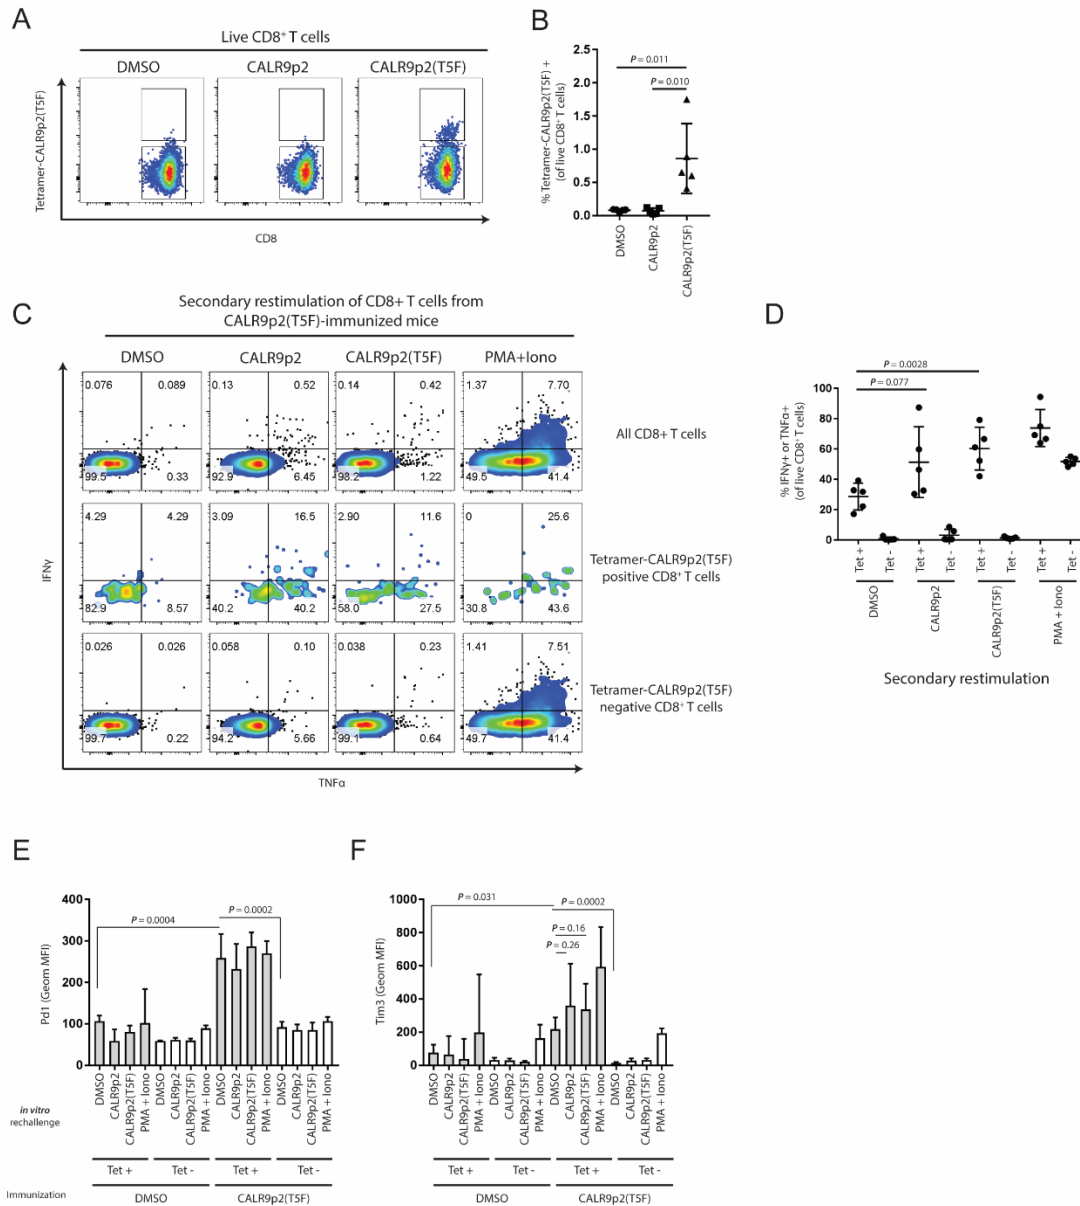 A
Live CD8+ T cells
DMSO
CALR9p2
CALR9p2(T5F)
Tetramer-CALR9p2(T5F)
CD8
B
% Tetramer-CALR9p2(T5F) +
(of live CD8+ T cells)
2.5
2.0
1.5
1.0
0.5
0.0
P = 0.011
P = 0.010
DMSO
CALR9p2
CALR9p2(T5F)
C
Secondary restimulation of CD8+ T cells from
CALR9p2(T5F)-immunized mice
DMSO
CALR9p2
CALR9p2(T5F)
PMA+Iono
0.076 0.089
99.5 0.33
0.13 0.52
92.9 6.45
0.14 0.42
98.2 1.22
1.37 7.70
49.5 41.4
All CD8+ T cells
4.29 4.29
82.9 8.57
3.09 16.5
40.2 40.2
2.90 11.6
58.0 27.5
0 25.6
30.8 43.6
Tetramer-CALR9p2(T5F)
positive CD8+ T cells
0.026 0.026
99.7 0.22
0.058 0.10
94.2 5.66
0.038 0.23
99.1 0.64
1.41 7.51
49.7 41.4
Tetramer-CALR9p2(T5F)
negative CD8+ T cells
IFNγ
TNFα
D
% IFNγ+ or TNFα+
(of live CD8+ T cells)
100
80
60
40
20
0
P = 0.0028
P = 0.077
Tet + Tet - Tet + Tet - Tet + Tet - Tet + Tet -
DMSO
CALR9p2
CALR9p2(T5F)
PMA + Iono
Secondary restimulation
E
Pd1 (Geom MFI)
400
300
200
100
0
P = 0.0004
P = 0.0002
DMSO CALR9p2 CALR9p2(T5F) PMA + Iono DMSO CALR9p2 CALR9p2(T5F) PMA + Iono DMSO CALR9p2 CALR9p2(T5F) PMA + Iono DMSO CALR9p2 CALR9p2(T5F) PMA + Iono
in vitro
rechallenge
Tet + Tet - Tet + Tet -
Immunization
DMSO CALR9p2(T5F)
F
Tim3 (Geom MFI)
1000
800
600
400
200
0
P = 0.031
P = 0.0002
P = 0.16
P = 0.26
DMSO CALR9p2 CALR9p2(T5F) PMA + Iono DMSO CALR9p2 CALR9p2(T5F) PMA + Iono DMSO CALR9p2 CALR9p2(T5F) PMA + Iono DMSO CALR9p2 CALR9p2(T5F) PMA + Iono
Tet + Tet - Tet + Tet -
DMSO CALR9p2(T5F)